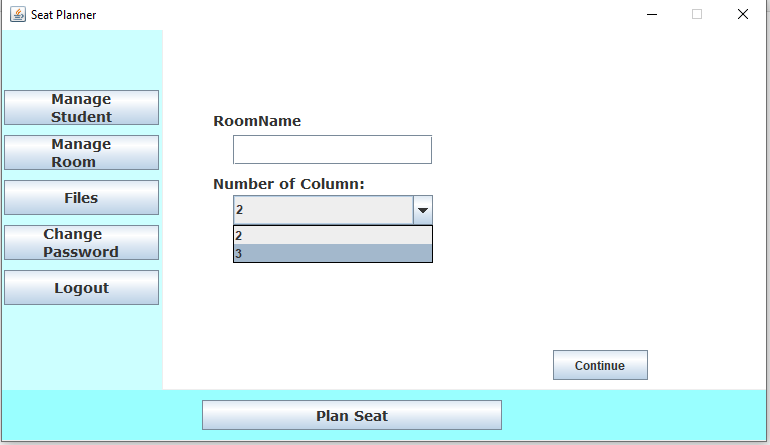 Seat Planner
Manage
Student
Manage
Room
Files
Change
Password
Logout
RoomName
Number of Column:
2
2
3
Continue
Plan Seat